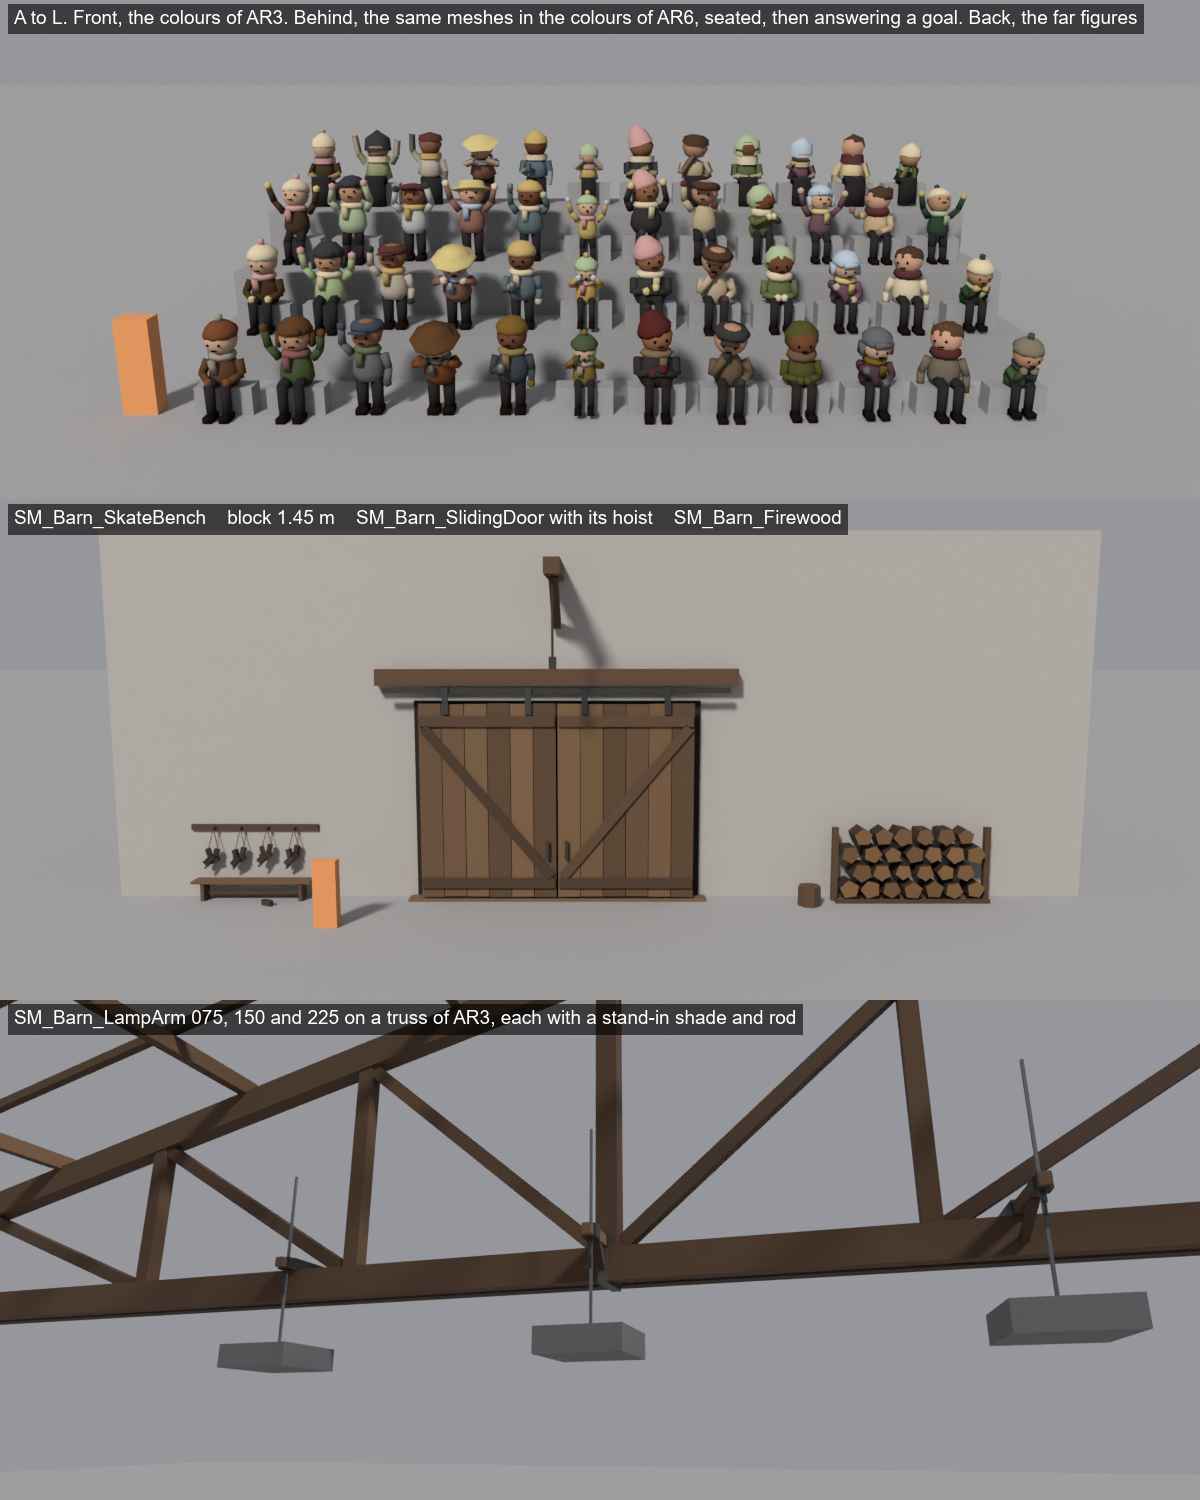 A to L. Front, the colours of AR3. Behind, the same meshes in the colours of AR6, seated, then answering a goal. Back, the far figures
SM_Barn_SkateBench block 1.45 m SM_Barn_SlidingDoor with its hoist SM_Barn_Firewood
SM_Barn_LampArm 075, 150 and 225 on a truss of AR3, each with a stand-in shade and rod